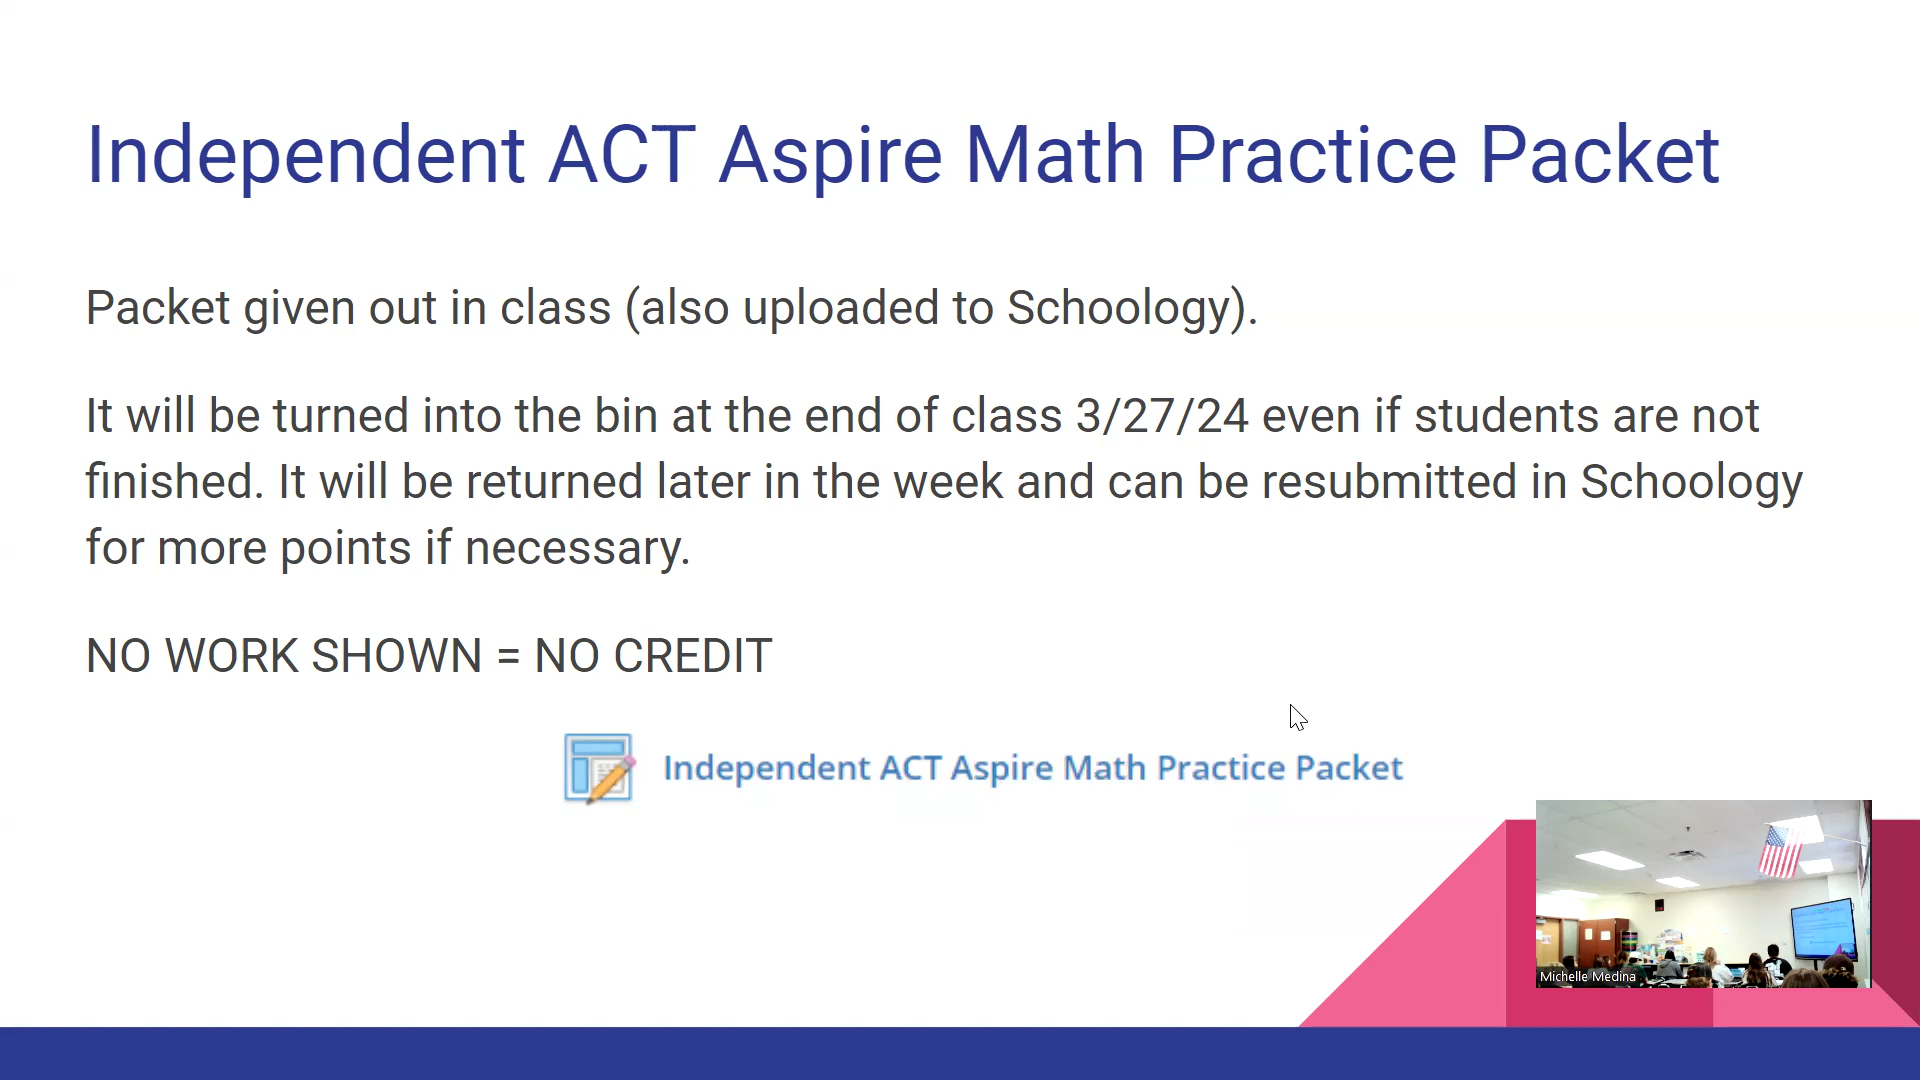 Independent ACT Aspire Math Practice Packet
Packet given out in class (also uploaded to Schoology).
It will be turned into the bin at the end of class 3/27/24 even if students are not
finished. It will be returned later in the week and can be resubmitted in Schoology
for more points if necessary.
NO WORK SHOWN = NO CREDIT
Independent ACT Aspire Math Practice Packet
Michelle Medina